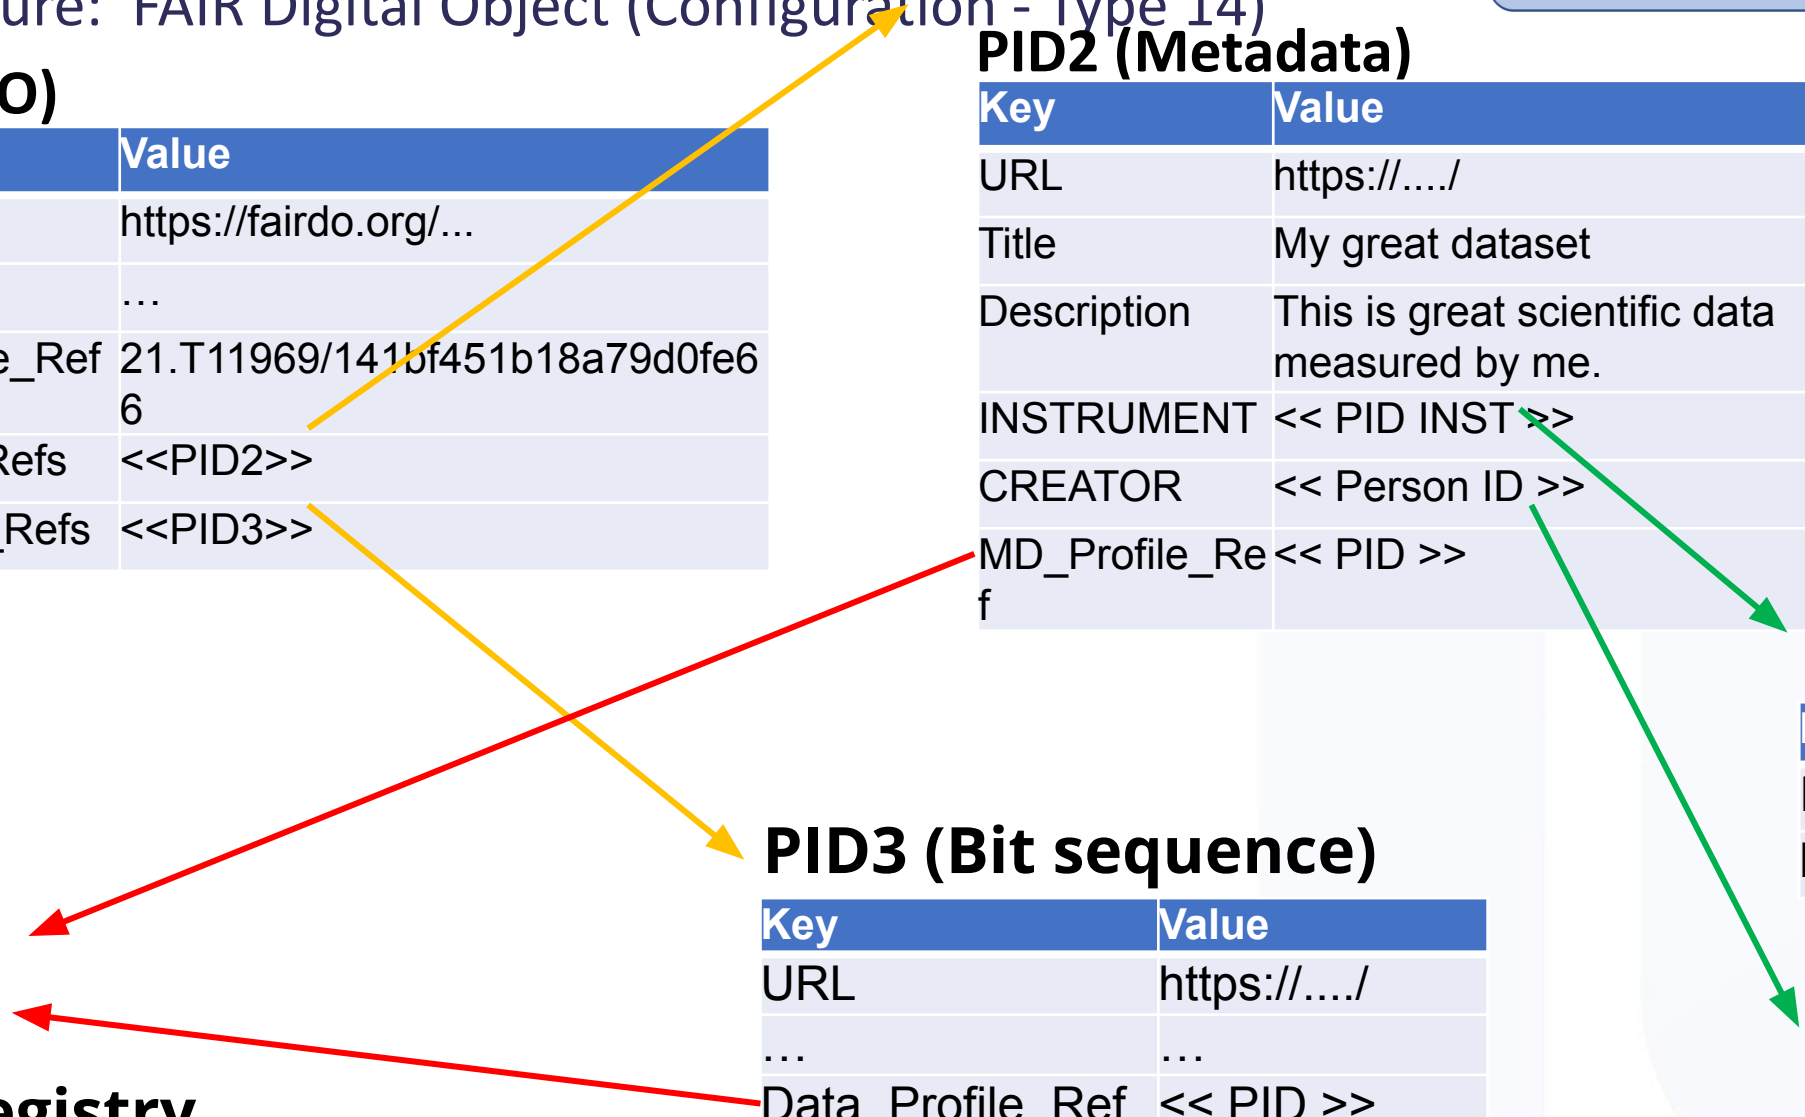 ure: FAIR Digital Object (Configuration - Type 14)
O)
Value
https://fairdo.org/...
...
e_Ref 21.T11969/141bf451b18a79d0fe6
6
Refs <<PID2>>
_Refs <<PID3>>
PID2 (Metadata)
Key Value
URL https://..../
Title My great dataset
Description This is great scientific data
measured by me.
INSTRUMENT << PID INST >>
CREATOR << Person ID >>
MD_Profile_Re << PID >>
f
PID3 (Bit sequence)
Key Value
URL https://..../
... ...
Data_Profile_Ref << PID >>
egistry